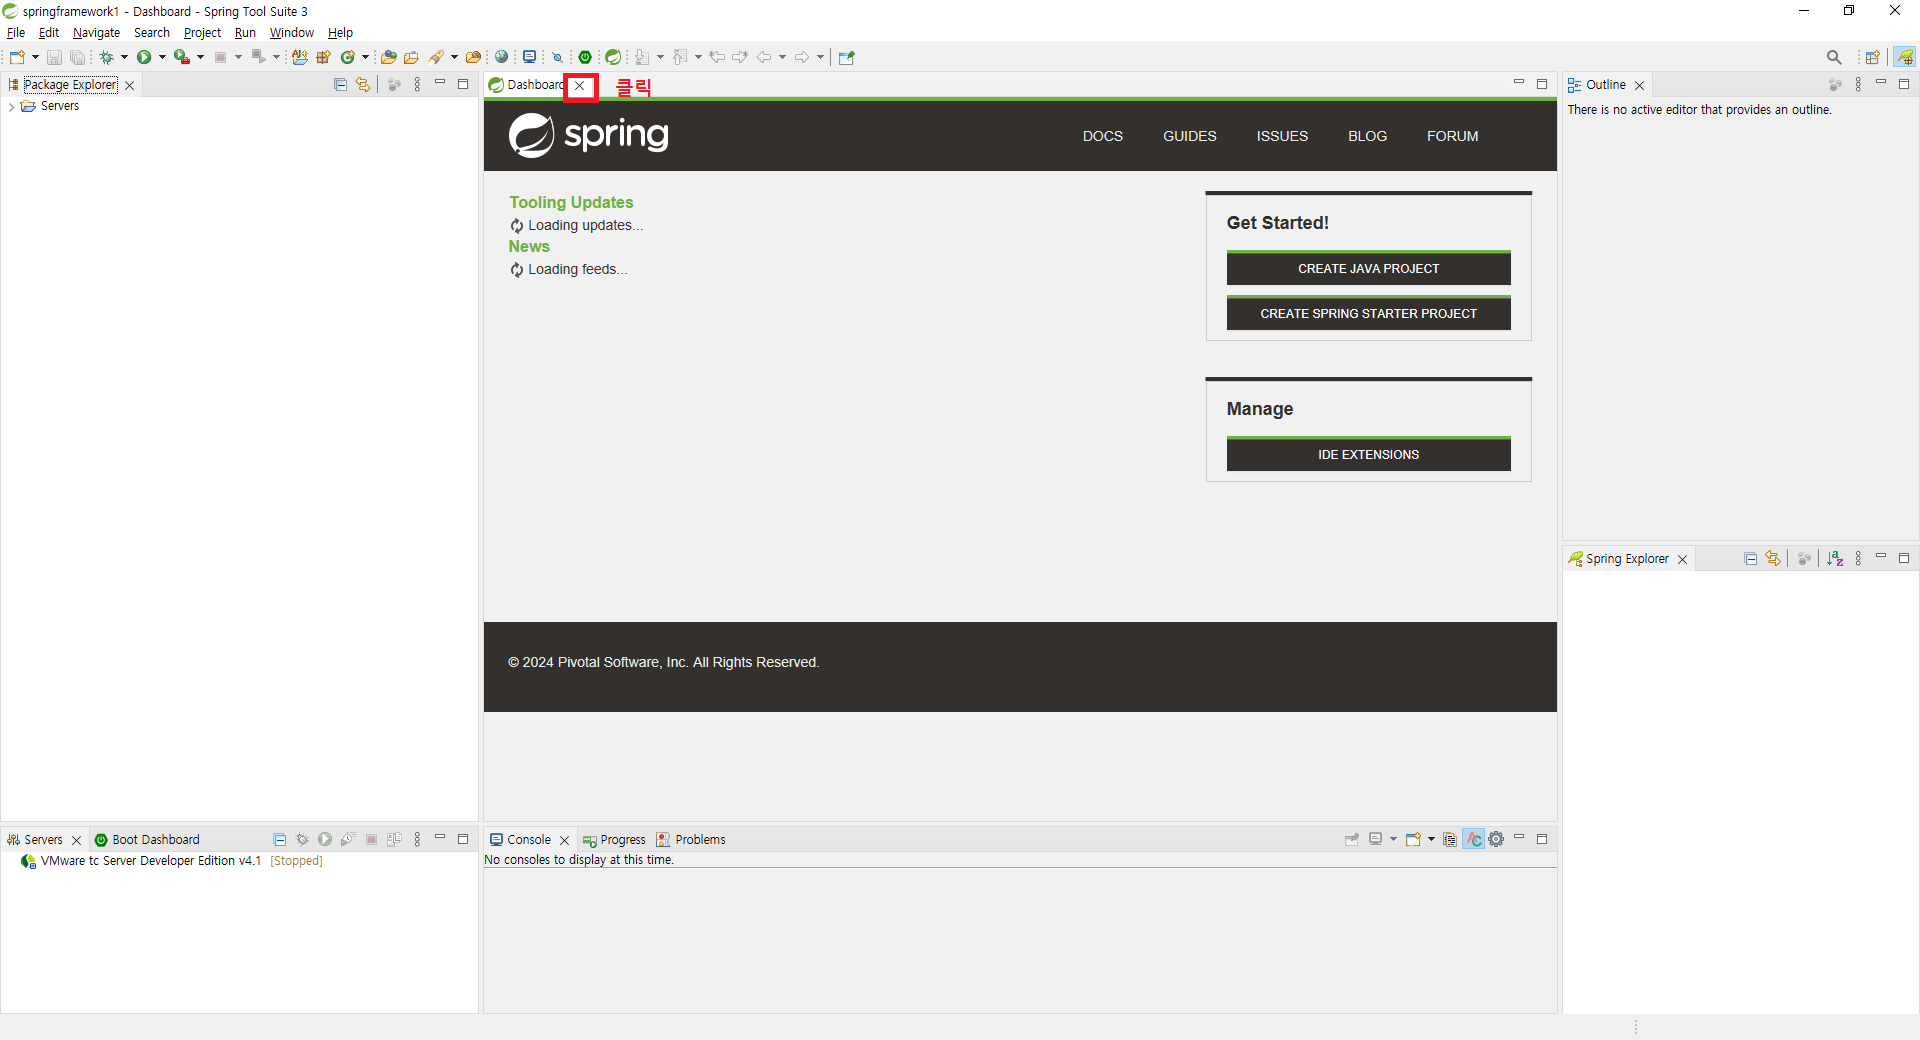 springframework1 - Dashboard - Spring Tool Suite 3
File Edit Navigate Search Project Run Window Help
Package Explorer
Servers
Dashboard
클릭
spring
DOCS GUIDES ISSUES BLOG FORUM
Tooling Updates
Loading updates...
News
Loading feeds...
Get Started!
CREATE JAVA PROJECT
CREATE SPRING STARTER PROJECT
Manage
IDE EXTENSIONS
© 2024 Pivotal Software, Inc. All Rights Reserved.
Outline
There is no active editor that provides an outline.
Spring Explorer
Servers Boot Dashboard
VMware tc Server Developer Edition v4.1 [Stopped]
Console Progress Problems
No consoles to display at this time.